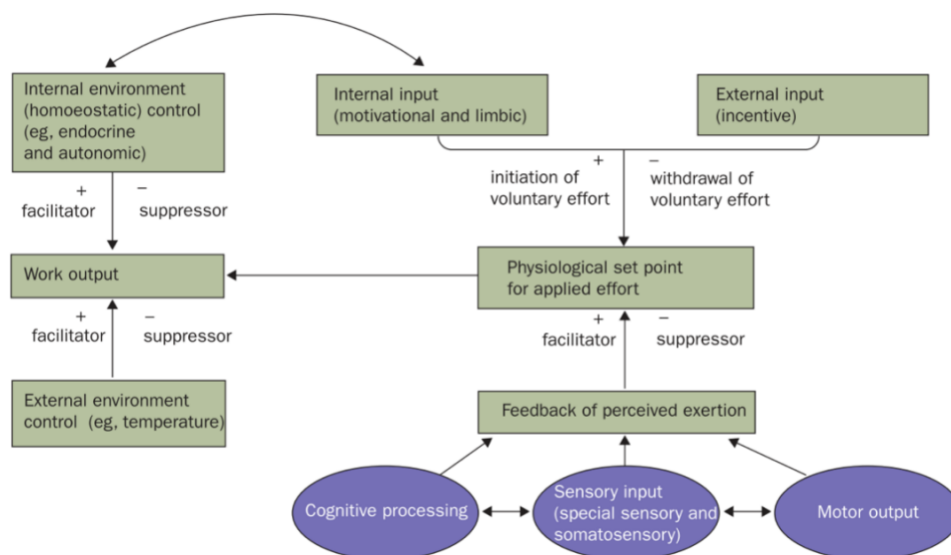 Internal environment
(homoeostatic) control
(eg, endocrine
and autonomic)
Internal input
(motivational and limbic)
External input
(incentive)
+
−
facilitator
suppressor
+
−
initiation of
voluntary effort
withdrawal of
voluntary effort
Work output
Physiological set point
for applied effort
+
−
facilitator
suppressor
+
−
facilitator
suppressor
External environment
control (eg, temperature)
Feedback of perceived exertion
Cognitive processing
Sensory input
(special sensory and
somatosensory)
Motor output